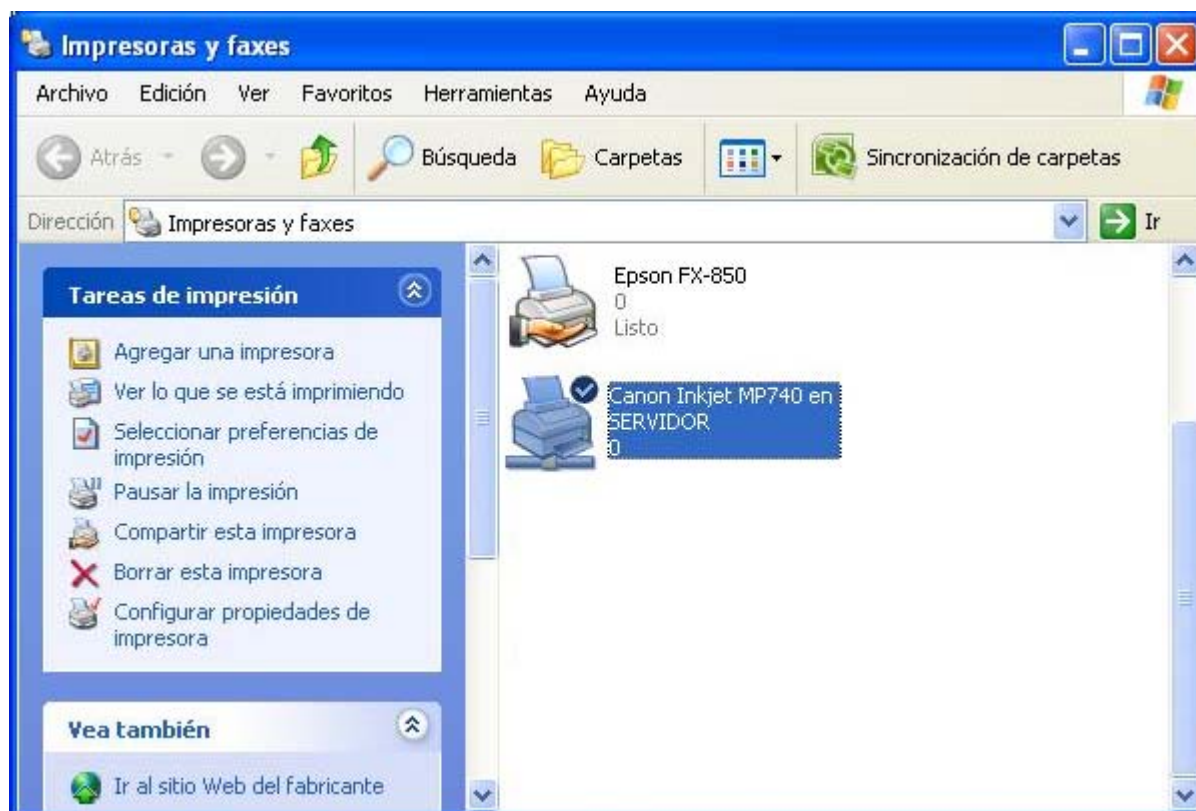 Impresoras y faxes
Archivo Edición Ver Favoritos Herramientas Ayuda
Atrás Búsqueda Carpetas Sincronización de carpetas
Dirección Impresoras y faxes Ir
Tareas de impresión
Agregar una impresora
Ver lo que se está imprimiendo
Seleccionar preferencias de
impresión
Pausar la impresión
Compartir esta impresora
Borrar esta impresora
Configurar propiedades de
impresora
Vea también
Ir al sitio Web del fabricante
Epson FX-850
0
Listo
Canon Inkjet MP740 en
SERVIDOR
0